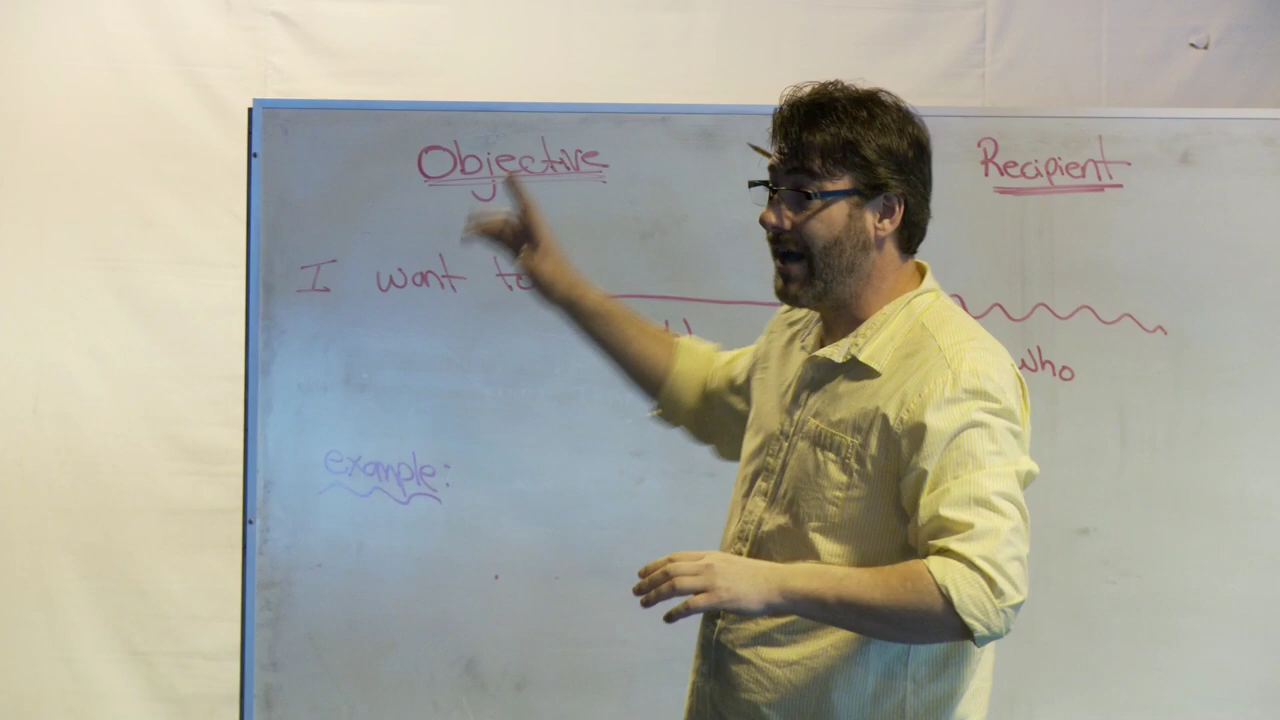 Objective
Recipient
I want to
who
example: